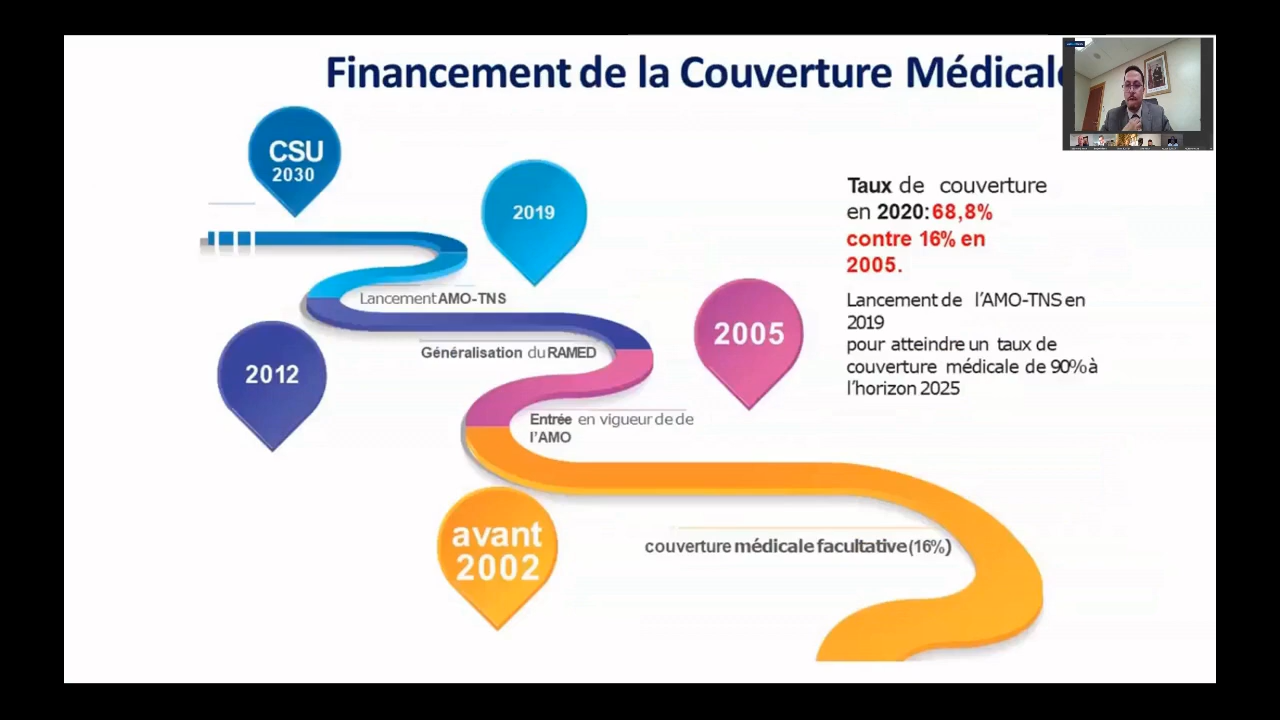 Financement de la Couverture Médicale
CSU
2030
2019
Taux de couverture
en 2020:68,8%
contre 16% en
2005.
Lancement AMO-TNS
Lancement de l'AMO-TNS en
2019
pour atteindre un taux de
couverture médicale de 90% à
l'horizon 2025
2005
Généralisation du RAMED
2012
Entrée en vigueur de de
l'AMO
avant
2002
couverture médicale facultative (16%)